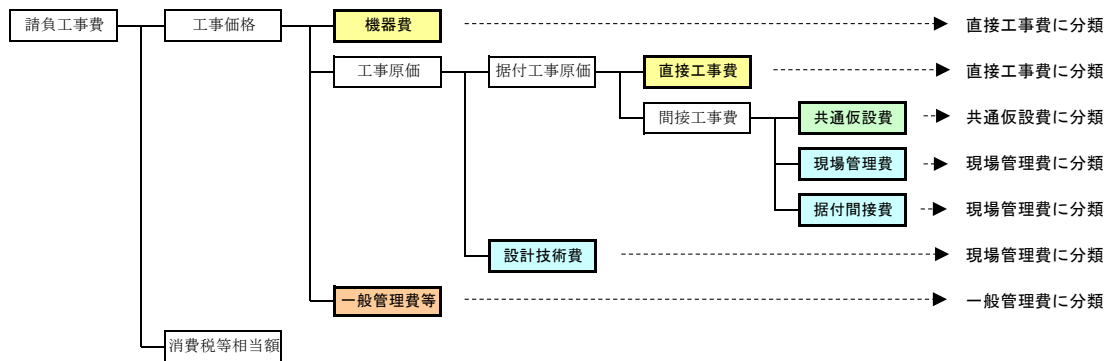 請負工事費 工事価格 機器費 直接工事費に分類
工事原価 据付工事原価 直接工事費 直接工事費に分類
間接工事費 共通仮設費 共通仮設費に分類
現場管理費 現場管理費に分類
据付間接費 現場管理費に分類
設計技術費 現場管理費に分類
一般管理費等 一般管理費に分類
消費税等相当額